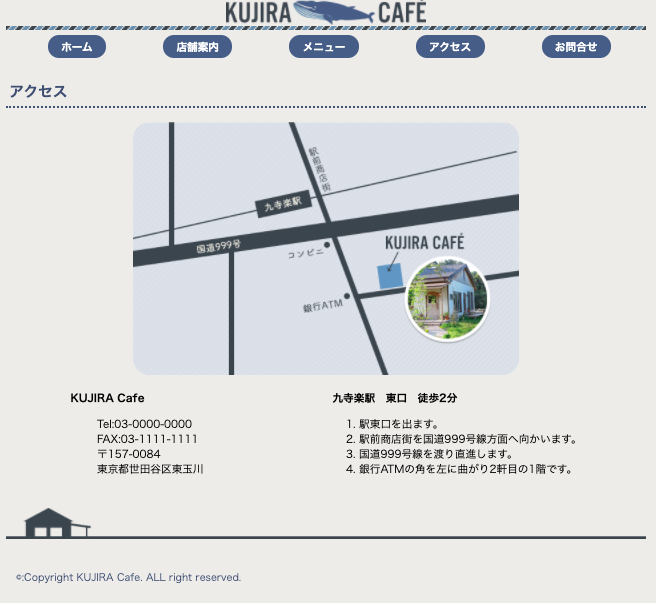 KUJIRA CAFÉ
ホーム
店舗案内
メニュー
アクセス
お問合せ
アクセス
駅前商店街
九寺楽駅
国道999号
コンビニ
KUJIRA CAFÉ
銀行ATM
KUJIRA Cafe
Tel:03-0000-0000
FAX:03-1111-1111
〒157-0084
東京都世田谷区東玉川
九寺楽駅　東口　徒歩2分
1. 駅東口を出ます。
2. 駅前商店街を国道999号線方面へ向かいます。
3. 国道999号線を渡り直進します。
4. 銀行ATMの角を左に曲がり2軒目の1階です。
©:Copyright KUJIRA Cafe. ALL right reserved.